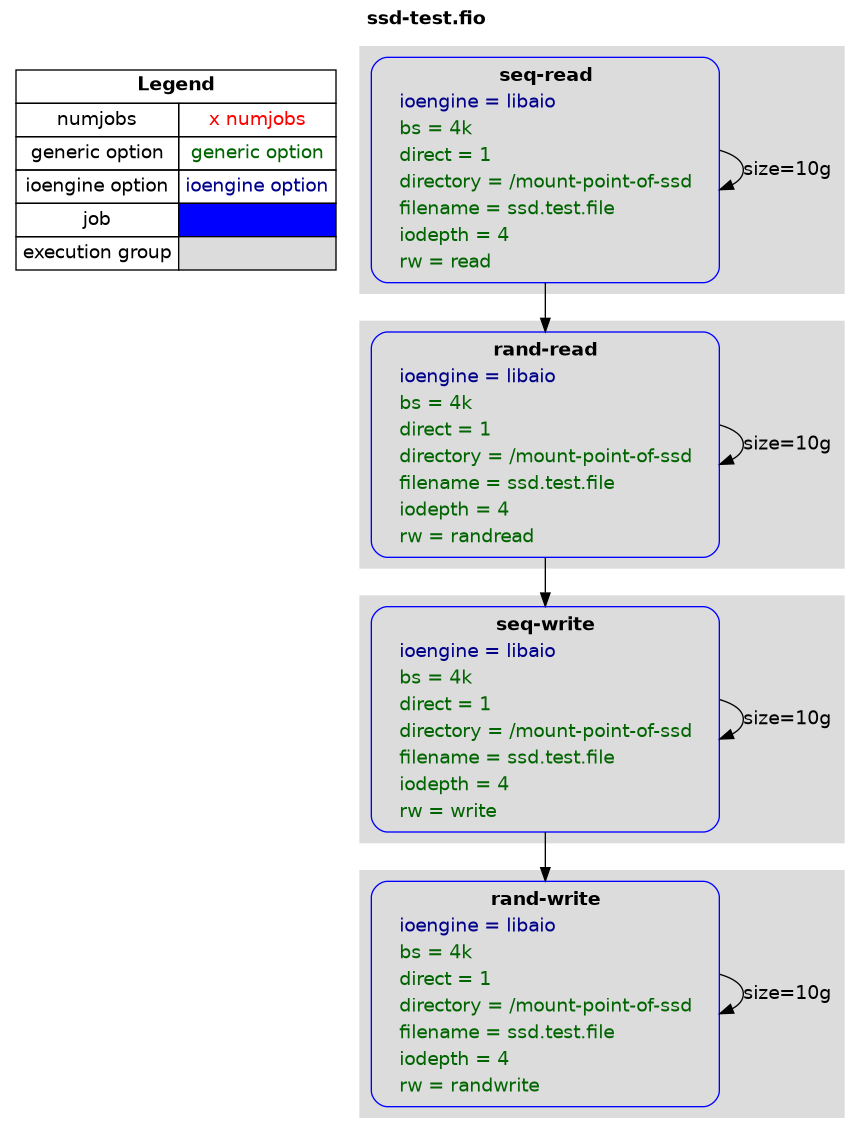 ssd-test.fio
Legend
numjobs x numjobs
generic option generic option
ioengine option ioengine option
job
execution group
seq-read
ioengine = libaio
bs = 4k
direct = 1
directory = /mount-point-of-ssd
filename = ssd.test.file
iodepth = 4
rw = read
size=10g
rand-read
ioengine = libaio
bs = 4k
direct = 1
directory = /mount-point-of-ssd
filename = ssd.test.file
iodepth = 4
rw = randread
size=10g
seq-write
ioengine = libaio
bs = 4k
direct = 1
directory = /mount-point-of-ssd
filename = ssd.test.file
iodepth = 4
rw = write
size=10g
rand-write
ioengine = libaio
bs = 4k
direct = 1
directory = /mount-point-of-ssd
filename = ssd.test.file
iodepth = 4
rw = randwrite
size=10g